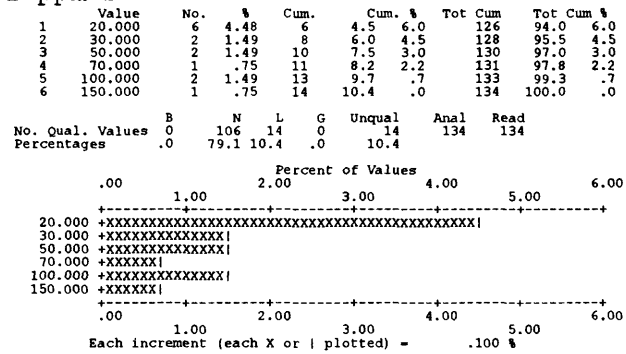 Value No. % Cum. Cum. % Tot Cum Tot Cum %
1 20.000 6 4.48 6 4.5 6.0 126 94.0 6.0
2 30.000 2 1.49 8 6.0 4.5 128 95.5 4.5
3 50.000 2 1.49 10 7.5 3.0 130 97.0 3.0
4 70.000 1 .75 11 8.2 2.2 131 97.8 2.2
5 100.000 2 1.49 13 9.7 .7 133 99.3 .7
6 150.000 1 .75 14 10.4 .0 134 100.0 .0
B N L G Unqual Anal Read
No. Qual. Values 0 106 14 0 14 134 134
Percentages .0 79.1 10.4 .0 10.4
Percent of Values
.00 2.00 4.00 6.00
1.00 3.00 5.00
+---------+---------+---------+---------+---------+---------+
20.000 +XXXXXXXXXXXXXXXXXXXXXXXXXXXXXXXXXXXXXXXXXXXX|
30.000 +XXXXXXXXXXXXXX|
50.000 +XXXXXXXXXXXXXX|
70.000 +XXXXXX|
100.000 +XXXXXXXXXXXXXX|
150.000 +XXXXXX|
+---------+---------+---------+---------+---------+---------+
.00 2.00 4.00 6.00
1.00 3.00 5.00
Each increment (each X or | plotted) = .100 %